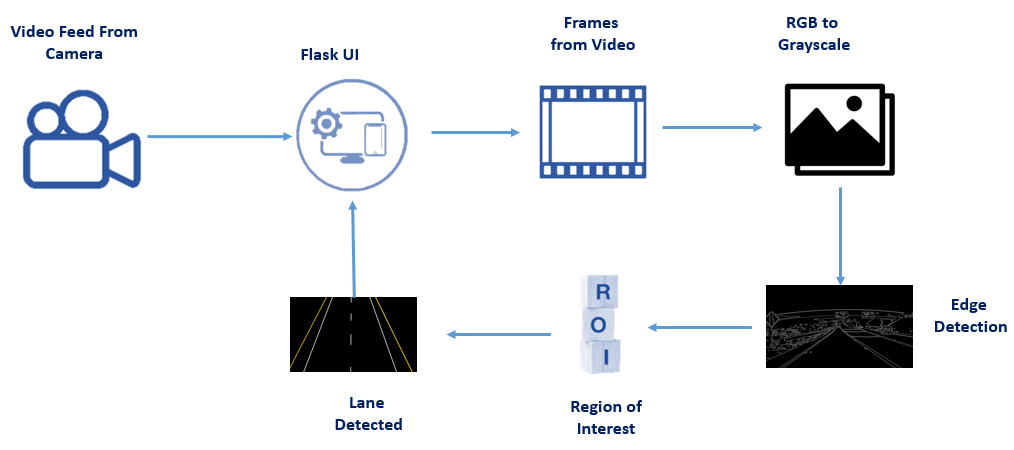 Video Feed From
Camera
Flask UI
Frames
from Video
RGB to
Grayscale
Edge
Detection
R
O
I
Region of
Interest
Lane
Detected